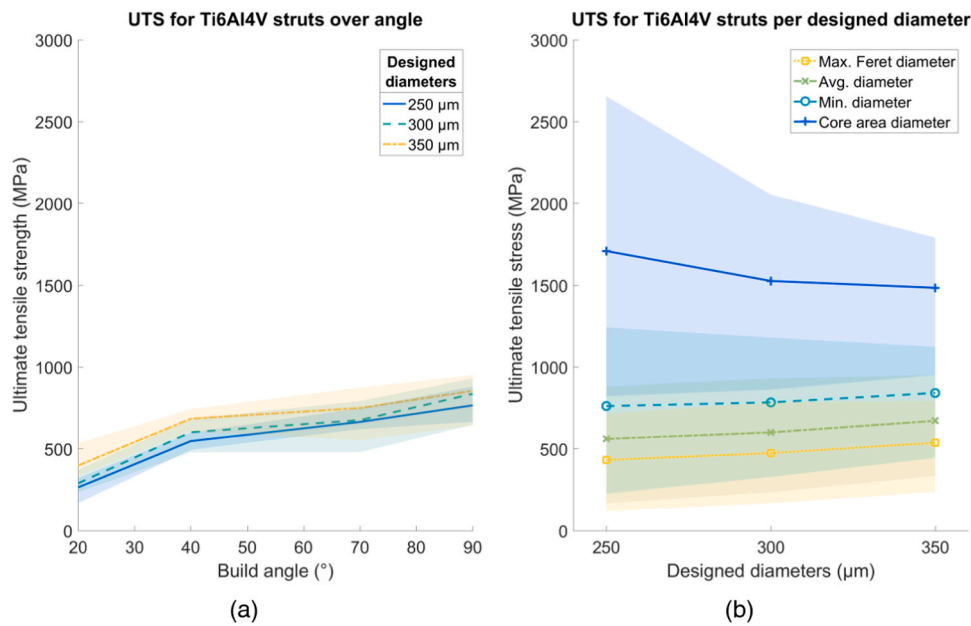 UTS for Ti6Al4V struts over angle
3000
2500
2000
1500
1000
500
0
Ultimate tensile strength (MPa)
Designed
diameters
250 μm
300 μm
350 μm
20 30 40 50 60 70 80 90
Build angle (°)
(a)
UTS for Ti6Al4V struts per designed diameter
3000
2500
2000
1500
1000
500
0
Ultimate tensile stress (MPa)
Max. Feret diameter
Avg. diameter
Min. diameter
Core area diameter
250 300 350
Designed diameters (μm)
(b)